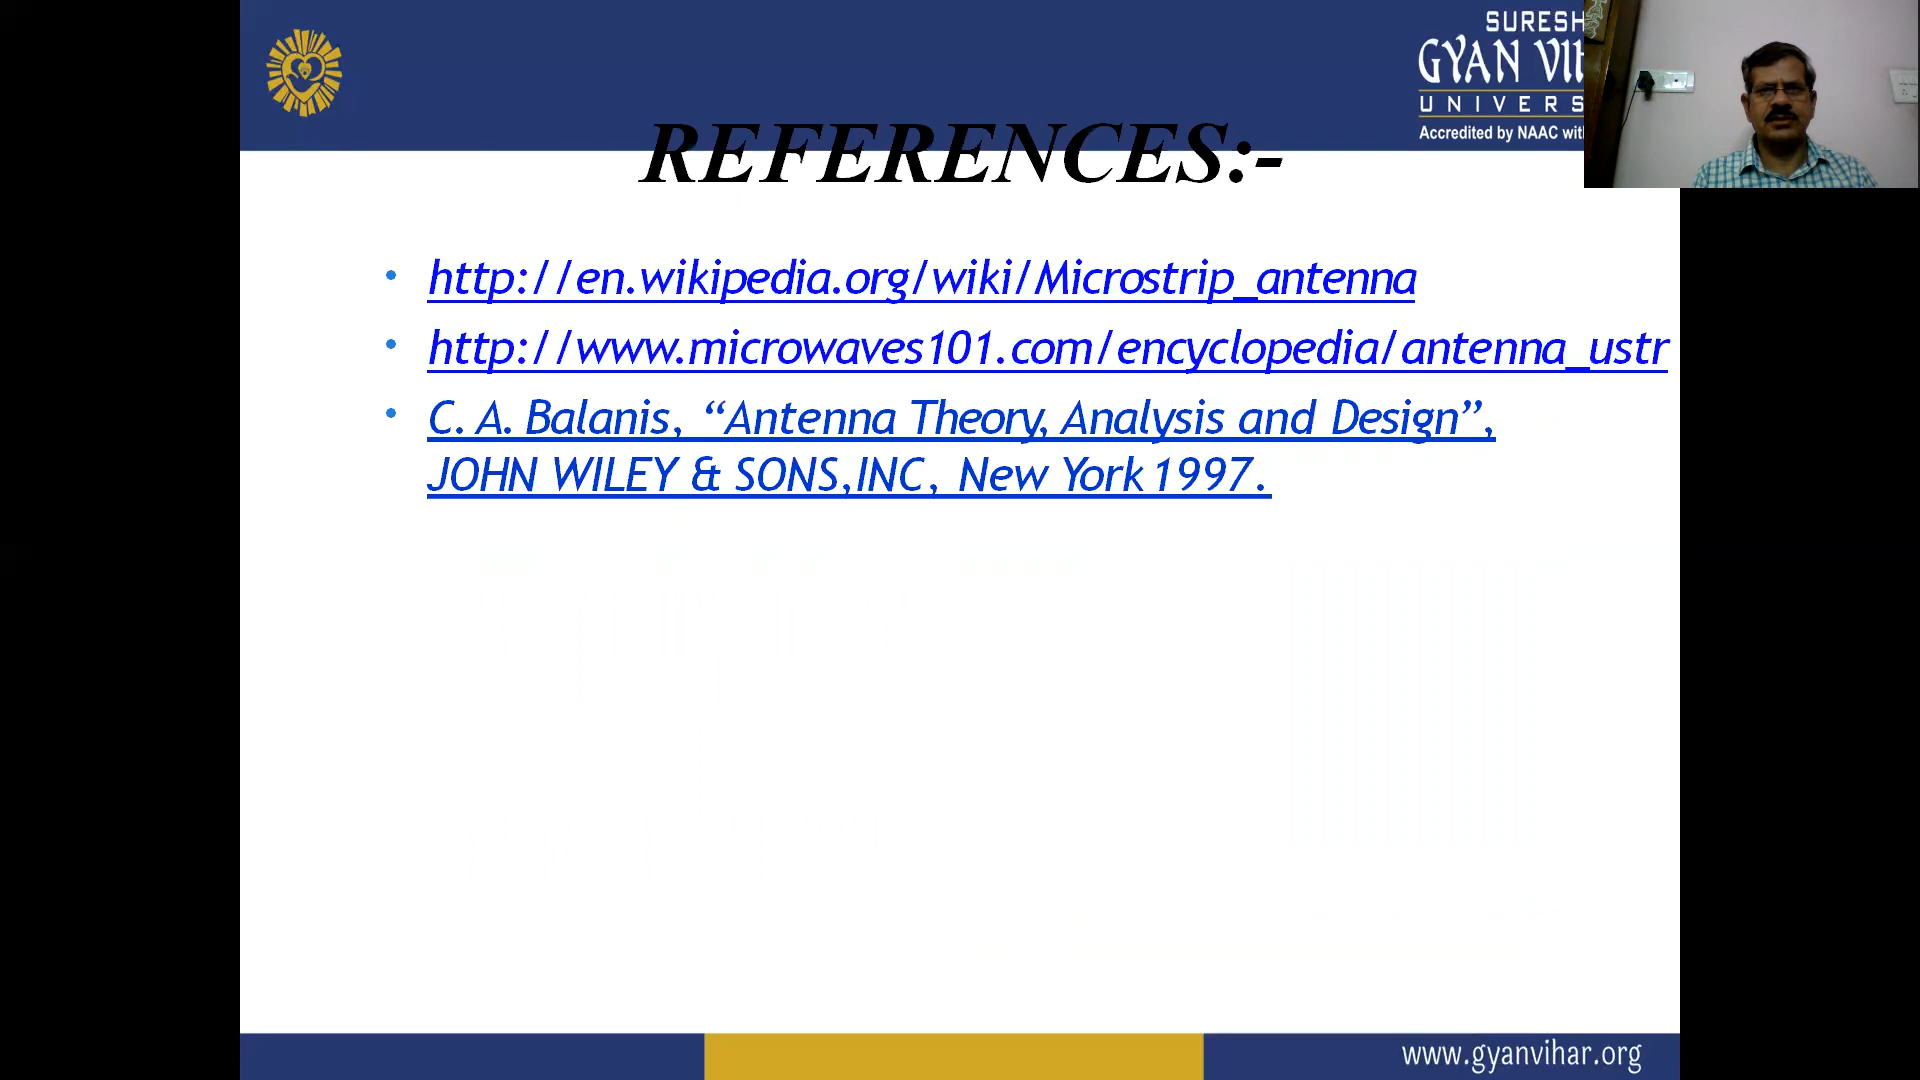 SURESH
GYAN VI
UNIVERS
Accredited by NAAC wit
REFERENCES:-
• http://en.wikipedia.org/wiki/Microstrip_antenna
• http://www.microwaves101.com/encyclopedia/antenna_ustr
• C. A. Balanis, “Antenna Theory, Analysis and Design”,
JOHN WILEY & SONS,INC, New York 1997.
www.gyanvihar.org